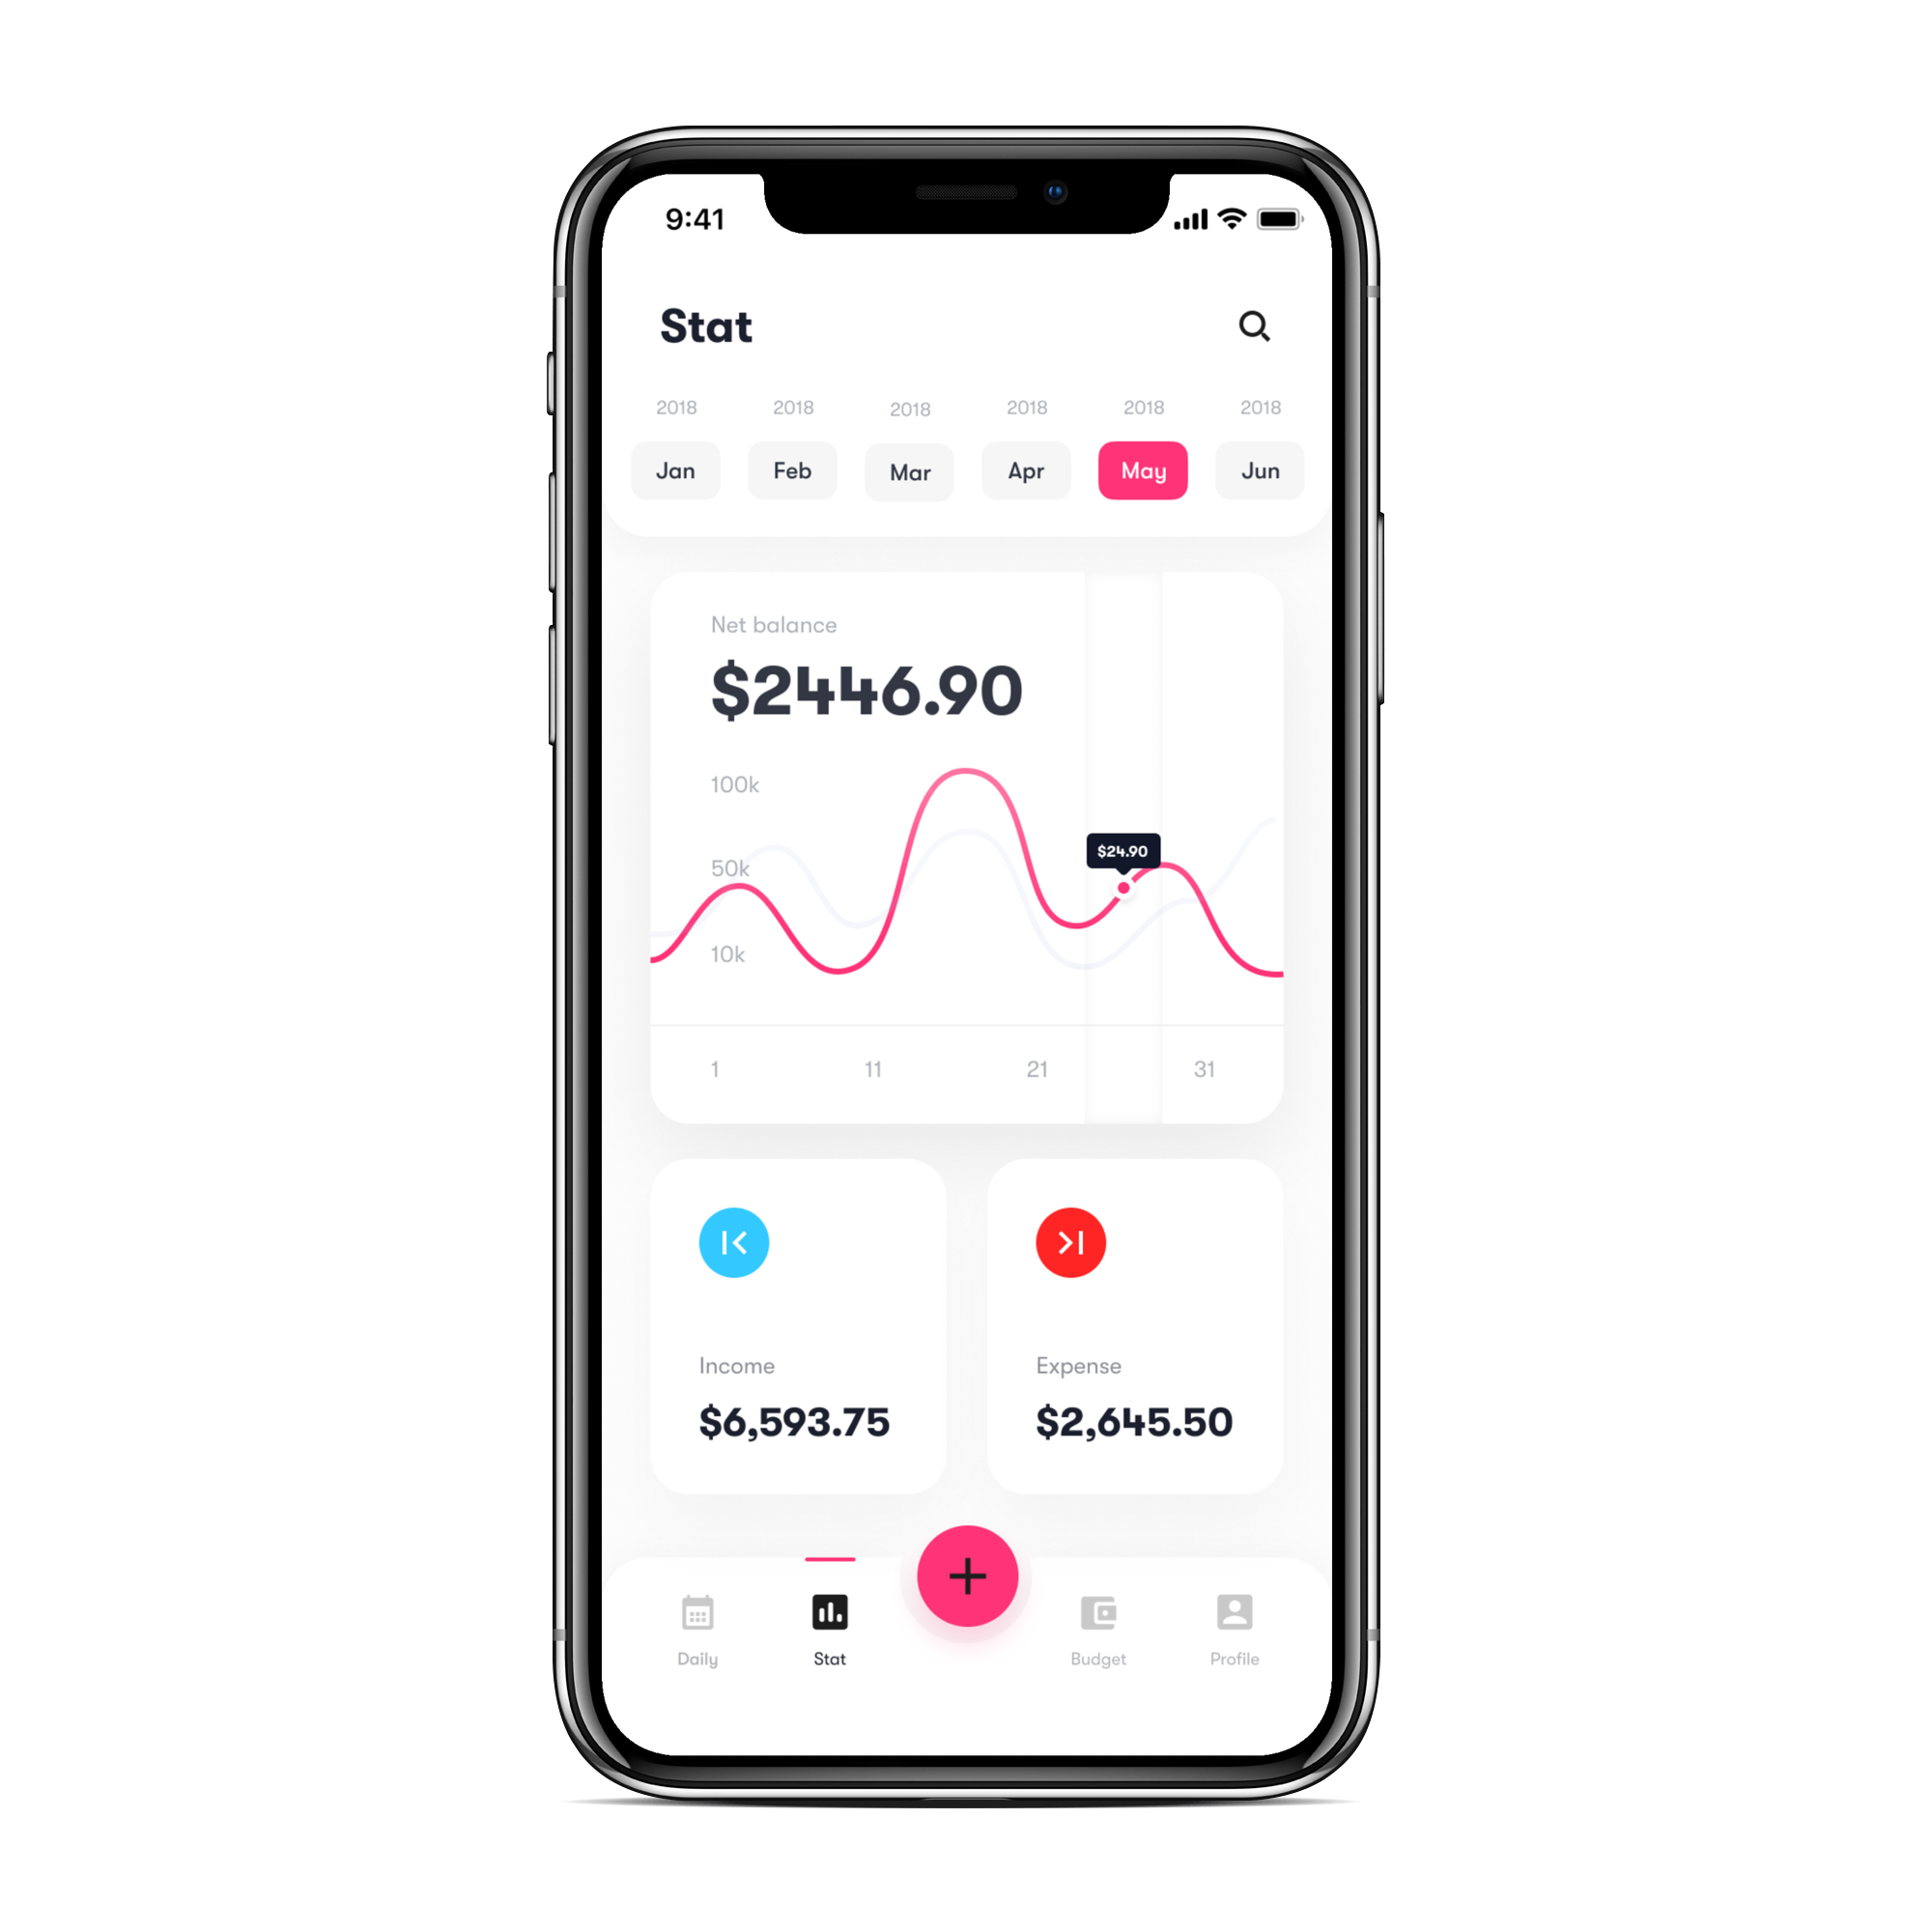 9:41
Stat
2018 2018 2018 2018 2018 2018
Jan Feb Mar Apr May Jun
Net balance
$2446.90
100k
$24.90
50k
10k
1 11 21 31
Income Expense
$6,593.75 $2,645.50
Daily Stat Budget Profile